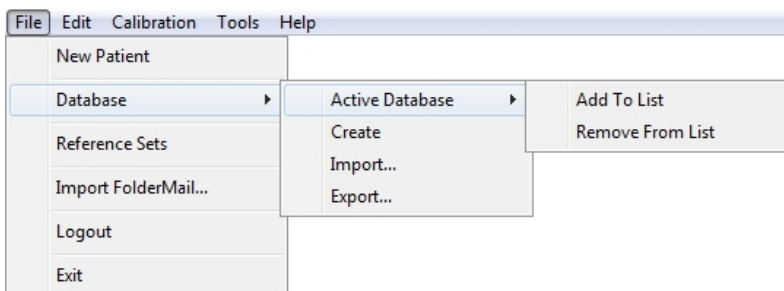 File Edit Calibration Tools Help
New Patient
Database Active Database Add To List
Create Remove From List
Reference Sets
Import...
Import FolderMail...
Export...
Logout
Exit